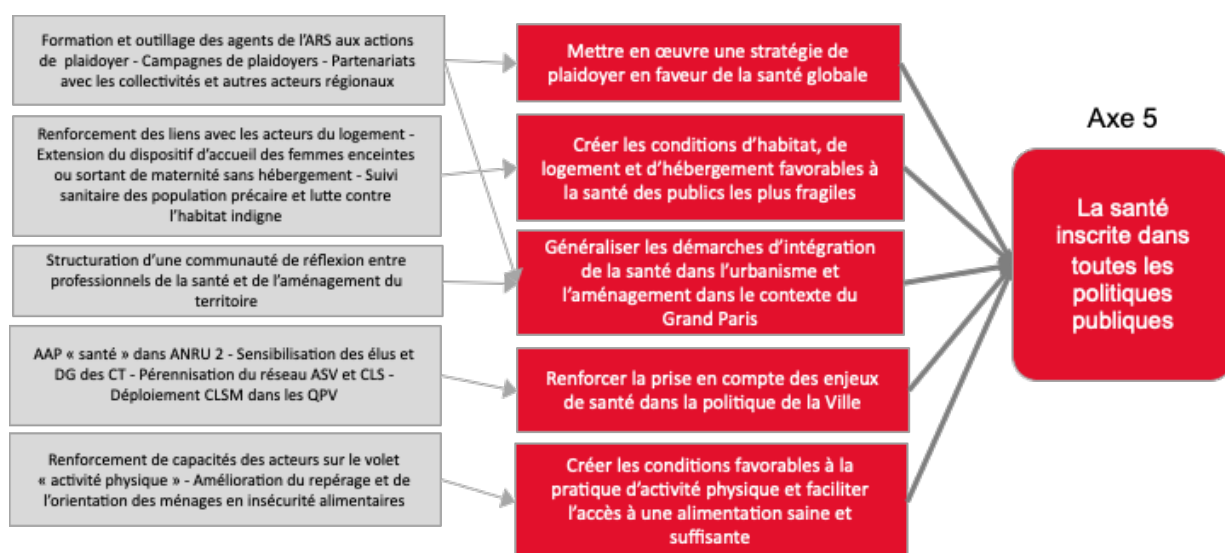 Formation et outillage des agents de l'ARS aux actions
de plaidoyer - Campagnes de plaidoyers - Partenariats
avec les collectivités et autres acteurs régionaux
Mettre en œuvre une stratégie de
plaidoyer en faveur de la santé globale
Renforcement des liens avec les acteurs du logement -
Extension du dispositif d'accueil des femmes enceintes
ou sortant de maternité sans hébergement - Suivi
sanitaire des population précaire et lutte contre
l'habitat indigne
Créer les conditions d'habitat, de
logement et d'hébergement favorables à
la santé des publics les plus fragiles
Structuration d'une communauté de réflexion entre
professionnels de la santé et de l'aménagement du
territoire
Généraliser les démarches d'intégration
de la santé dans l'urbanisme et
l'aménagement dans le contexte du
Grand Paris
AAP « santé » dans ANRU 2 - Sensibilisation des élus et
DG des CT - Pérennisation du réseau ASV et CLS -
Déploiement CLSM dans les QPV
Renforcer la prise en compte des enjeux
de santé dans la politique de la Ville
Renforcement de capacités des acteurs sur le volet
« activité physique » - Amélioration du repérage et de
l'orientation des ménages en insécurité alimentaires
Créer les conditions favorables à la
pratique d'activité physique et faciliter
l'accès à une alimentation saine et
suffisante
Axe 5
La santé
inscrite dans
toutes les
politiques
publiques